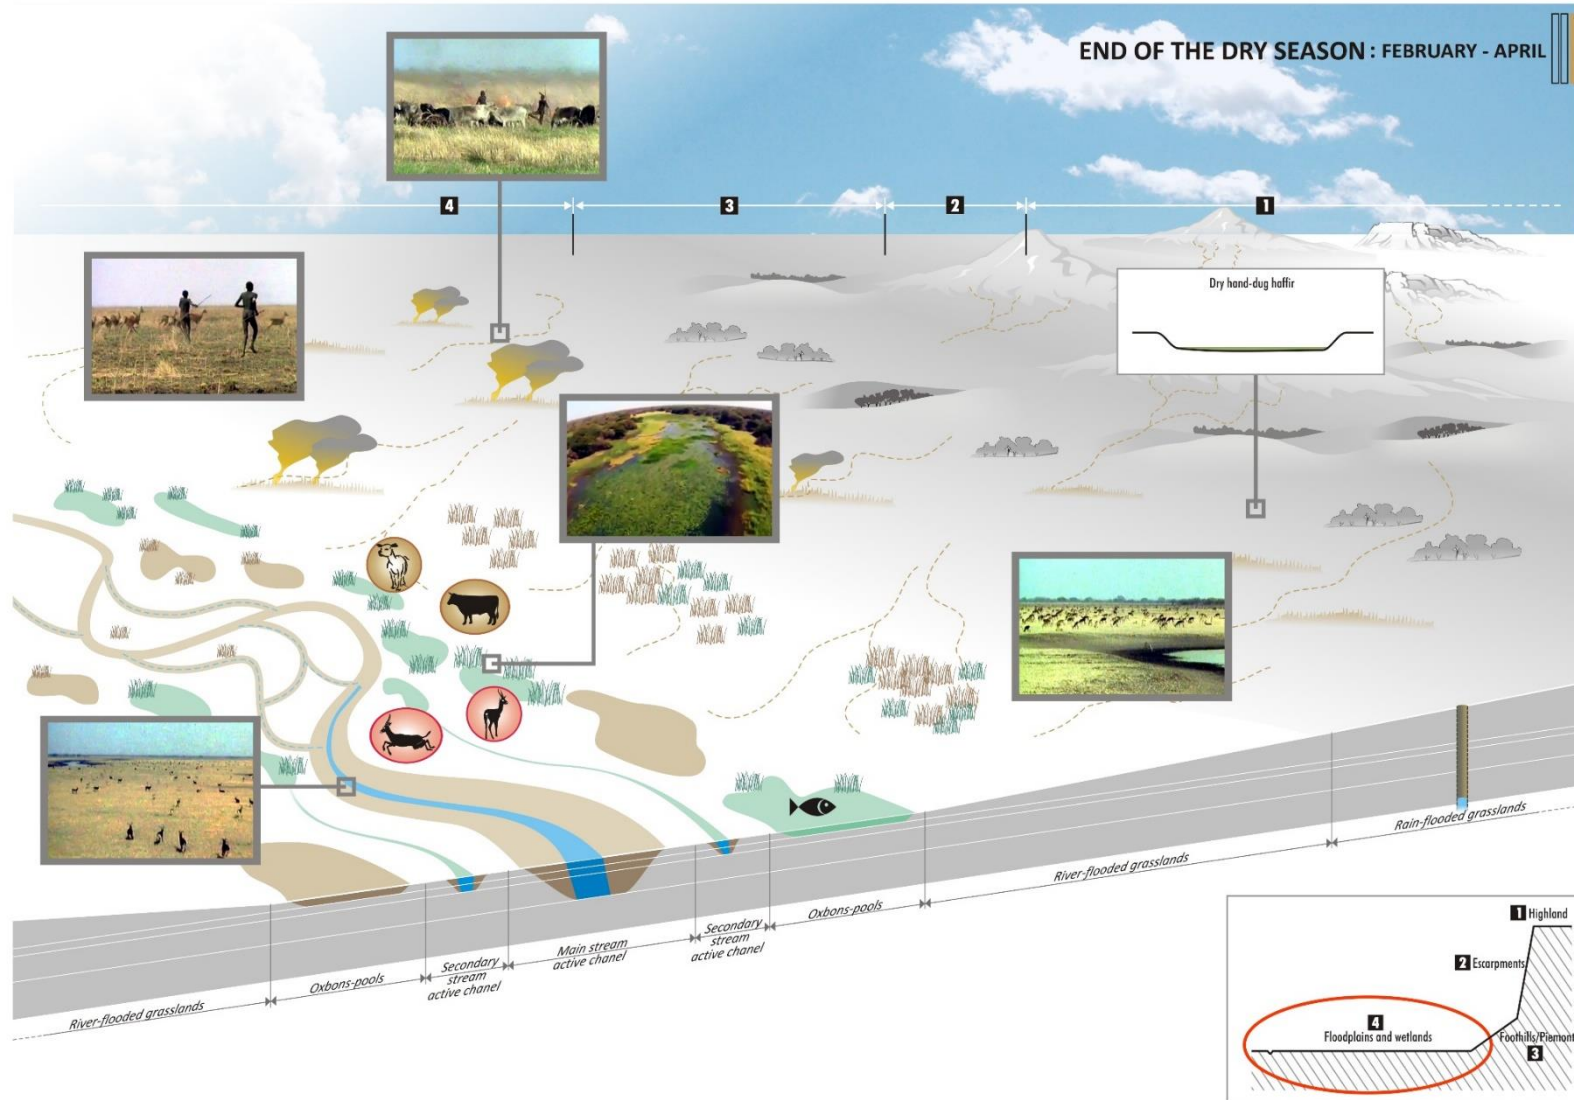 END OF THE DRY SEASON : FEBRUARY - APRIL
4
3
2
1
Dry hand-dug haffir
River-flooded grasslands
Oxbons-pools
Secondary
stream
active chanel
Main stream
active chanel
Secondary
stream
active chanel
Oxbons-pools
River-flooded grasslands
Rain-flooded grasslands
1 Highland
2 Escarpments
4
Floodplains and wetlands
Foothills/Piemont
3